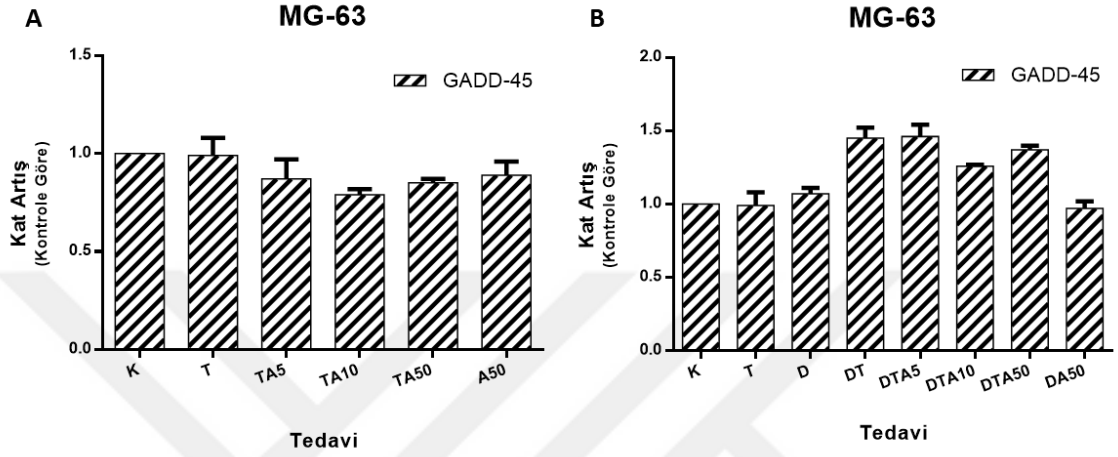 A
MG-63
1.5
1.0
0.5
0.0
Kat Artış
(Kontrole Göre)
GADD-45
K
T
TA5
TA10
TA50
A50
Tedavi
B
MG-63
2.0
1.5
1.0
0.5
0.0
Kat Artış
(Kontrole Göre)
GADD-45
K
T
D
DT
DTA5
DTA10
DTA50
DA50
Tedavi